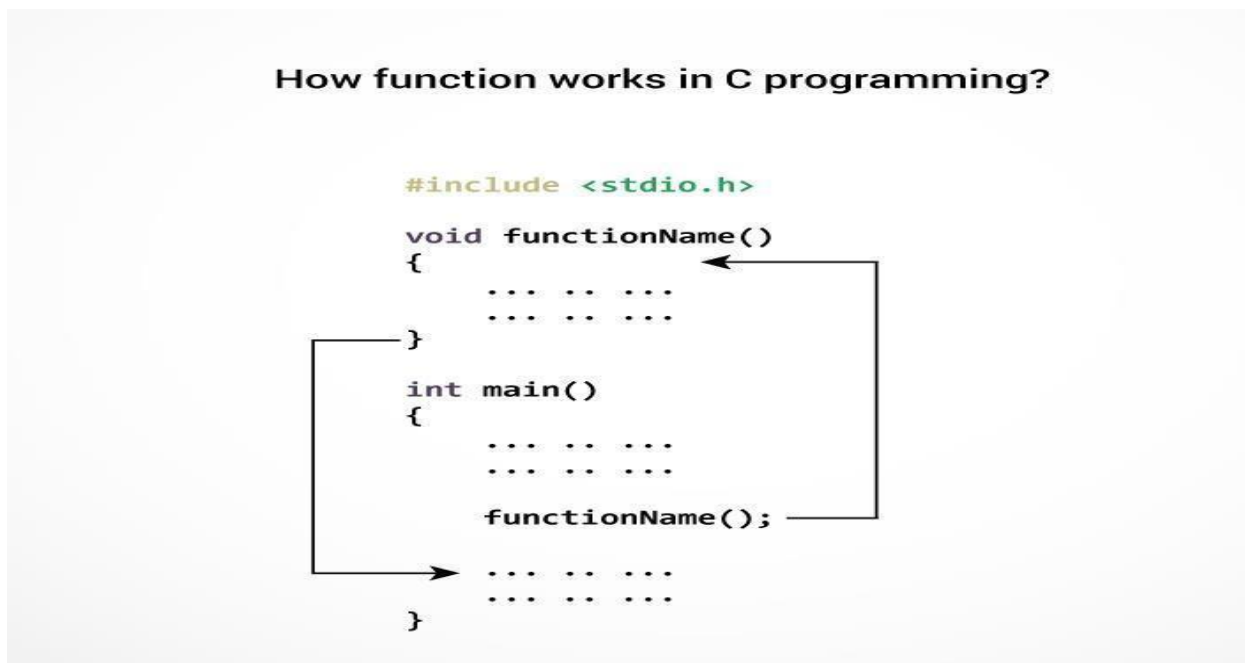 How function works in C programming?
#include <stdio.h>
void functionName()
{
... .. ...
... .. ...
}
int main()
{
... .. ...
... .. ...
functionName();
... .. ...
... .. ...
}